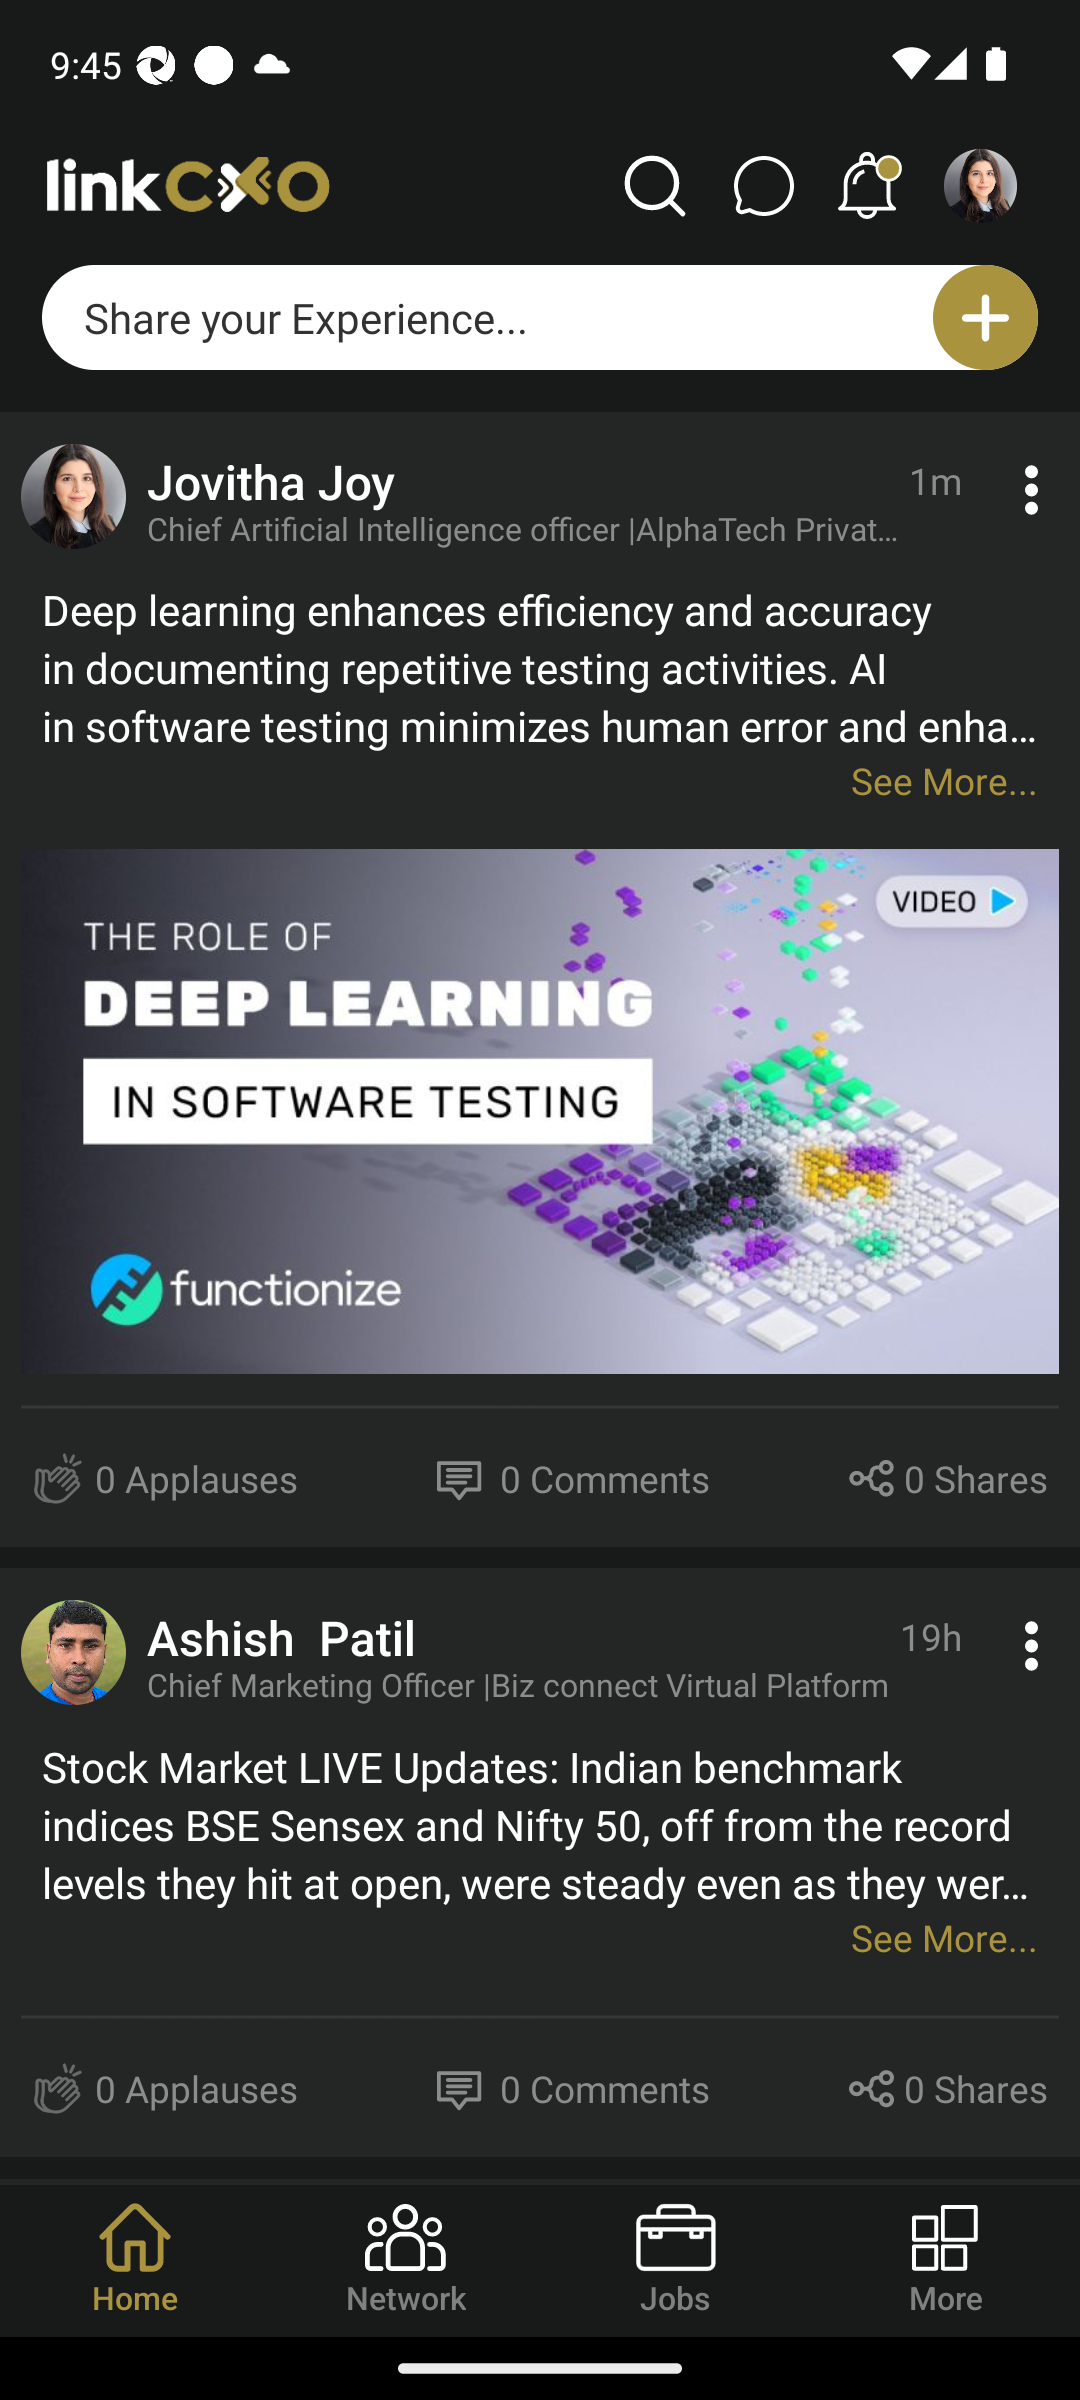 9:45
linkCXO
Share your Experience...
Jovitha Joy
1m
Chief Artificial Intelligence officer |AlphaTech Privat...
Deep learning enhances efficiency and accuracy
in documenting repetitive testing activities. AI
in software testing minimizes human error and enha...
See More...
VIDEO
THE ROLE OF
DEEP LEARNING
IN SOFTWARE TESTING
functionize
0 Applauses 0 Comments 0 Shares
Ashish Patil
19h
Chief Marketing Officer |Biz connect Virtual Platform
Stock Market LIVE Updates: Indian benchmark
indices BSE Sensex and Nifty 50, off from the record
levels they hit at open, were steady even as they wer...
See More...
0 Applauses 0 Comments 0 Shares
Home Network Jobs More